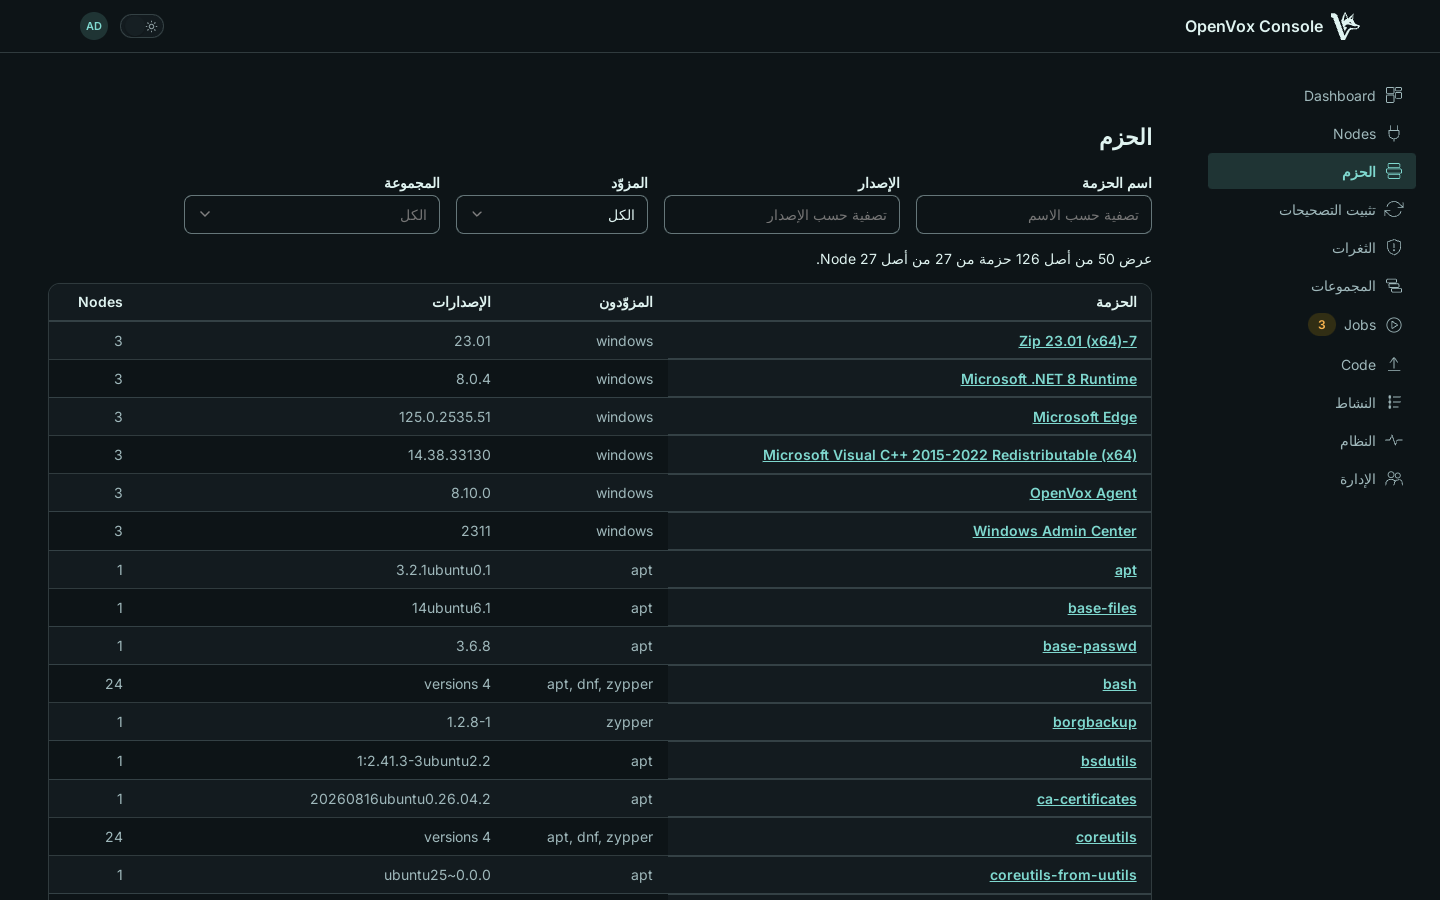 OpenVox Console
AD
Dashboard
Nodes
الحزم
تثبيت التصحيحات
الثغرات
المجموعات
Jobs 3
Code
النشاط
النظام
الإدارة
الحزم
اسم الحزمة الإصدار المزوّد المجموعة
تصفية حسب الاسم تصفية حسب الإصدار الكل الكل
عرض 50 من أصل 126 حزمة من 27 من أصل 27 Node.
الحزمة المزوّدون الإصدارات Nodes
7-Zip 23.01 (x64) windows 23.01 3
Microsoft .NET 8 Runtime windows 8.0.4 3
Microsoft Edge windows 125.0.2535.51 3
Microsoft Visual C++ 2015-2022 Redistributable (x64) windows 14.38.33130 3
OpenVox Agent windows 8.10.0 3
Windows Admin Center windows 2311 3
apt apt 3.2.1ubuntu0.1 1
base-files apt 14ubuntu6.1 1
base-passwd apt 3.6.8 1
bash apt, dnf, zypper 4 versions 24
borgbackup zypper 1.2.8-1 1
bsdutils apt 1:2.41.3-3ubuntu2.2 1
ca-certificates apt 20260816ubuntu0.26.04.2 1
coreutils apt, dnf, zypper 4 versions 24
coreutils-from-uutils apt 0.0.0~ubuntu25 1